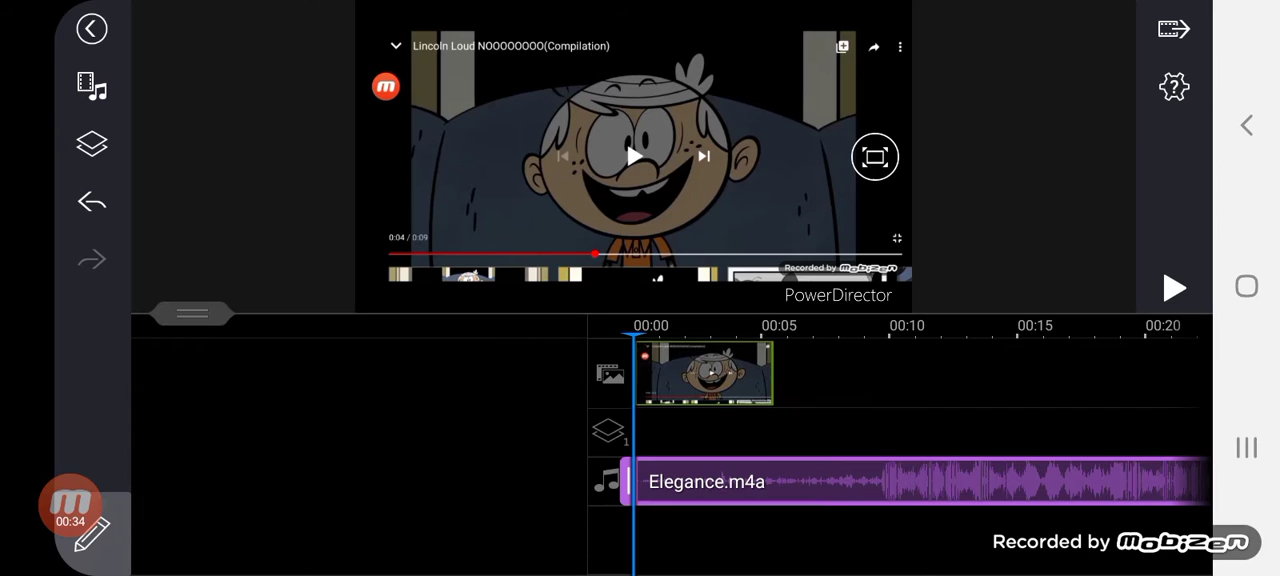 Lincoln Loud NOOOOOOOO(Compilation)
0:04 / 0:09
Recorded by mobizen
PowerDirector
00:00 00:05 00:10 00:15 00:20
1
Elegance.m4a
00:34
Recorded by mobizen